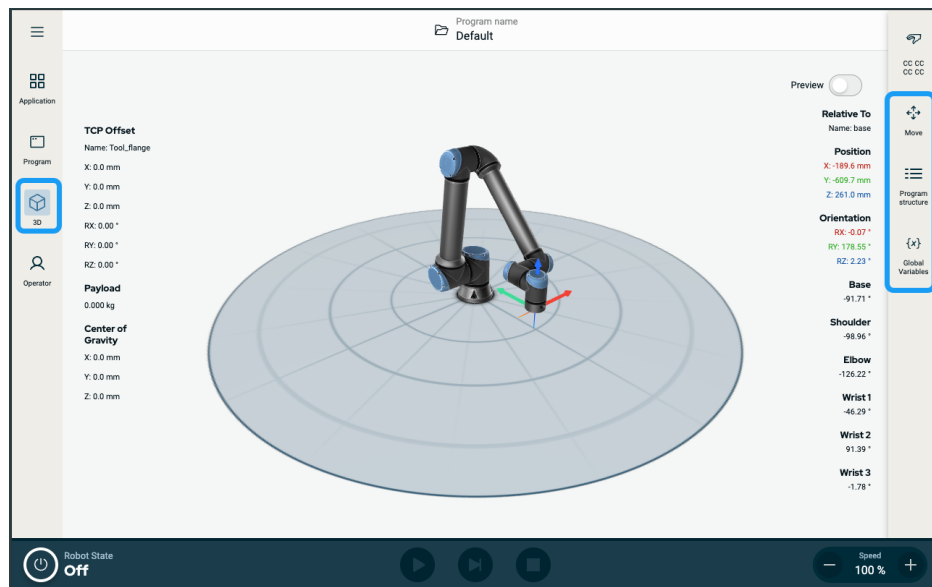 Program name
Default
CC CC
CC CC
Application
Program
3D
Operator
TCP Offset
Name: Tool_flange
X: 0.0 mm
Y: 0.0 mm
Z: 0.0 mm
RX: 0.00 °
RY: 0.00 °
RZ: 0.00 °
Payload
0.000 kg
Center of
Gravity
X: 0.0 mm
Y: 0.0 mm
Z: 0.0 mm
Preview
Relative To
Name: base
Position
X: -189.6 mm
Y: -609.7 mm
Z: 261.0 mm
Orientation
RX: -0.07 °
RY: 178.55 °
RZ: 2.23 °
Base
-91.71 °
Shoulder
-98.96 °
Elbow
-126.22 °
Wrist 1
-46.29 °
Wrist 2
91.39 °
Wrist 3
-1.78 °
Move
Program
structure
{x}
Global
Variables
Robot State
Off
Speed
100 %